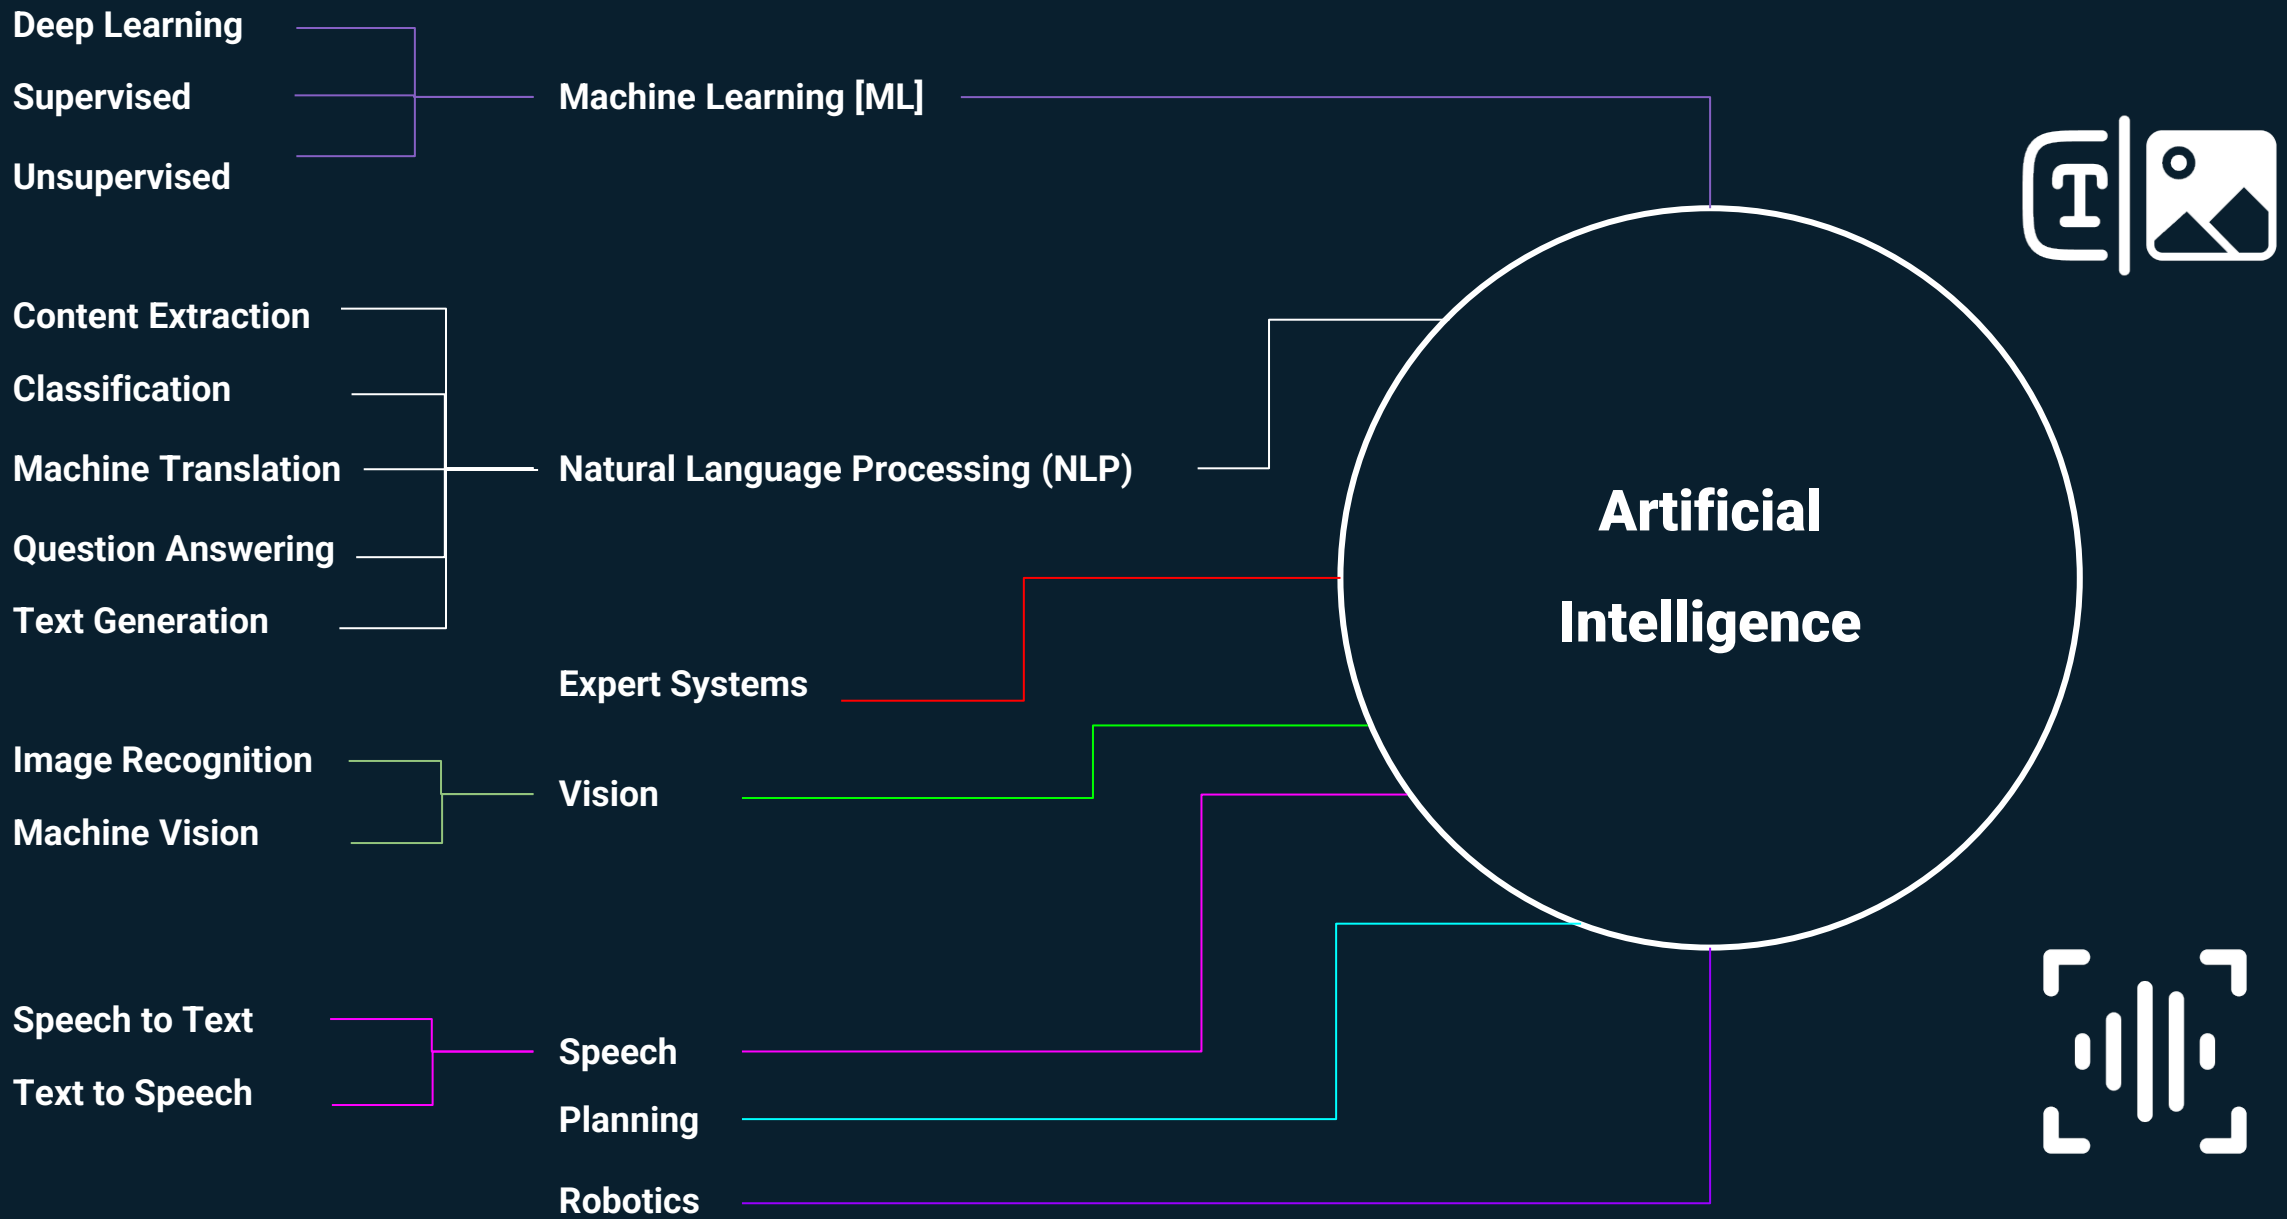 Deep Learning
Supervised
Unsupervised
Machine Learning [ML]
Content Extraction
Classification
Machine Translation
Question Answering
Text Generation
Natural Language Processing (NLP)
Expert Systems
Image Recognition
Machine Vision
Vision
Speech to Text
Text to Speech
Speech
Planning
Robotics
Artificial
Intelligence
T